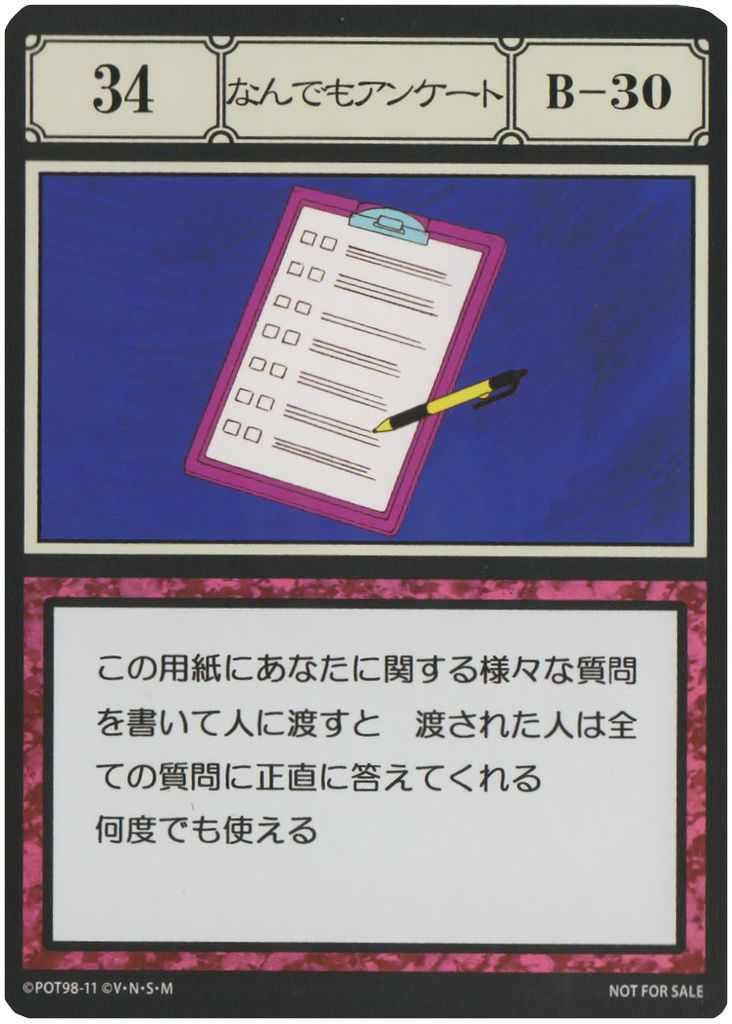 34
なんでもアンケート
B-30
この用紙にあなたに関する様々な質問
を書いて人に渡すと　渡された人は全
ての質問に正直に答えてくれる
何度でも使える
©POT98-11 ©V・N・S・M
NOT FOR SALE